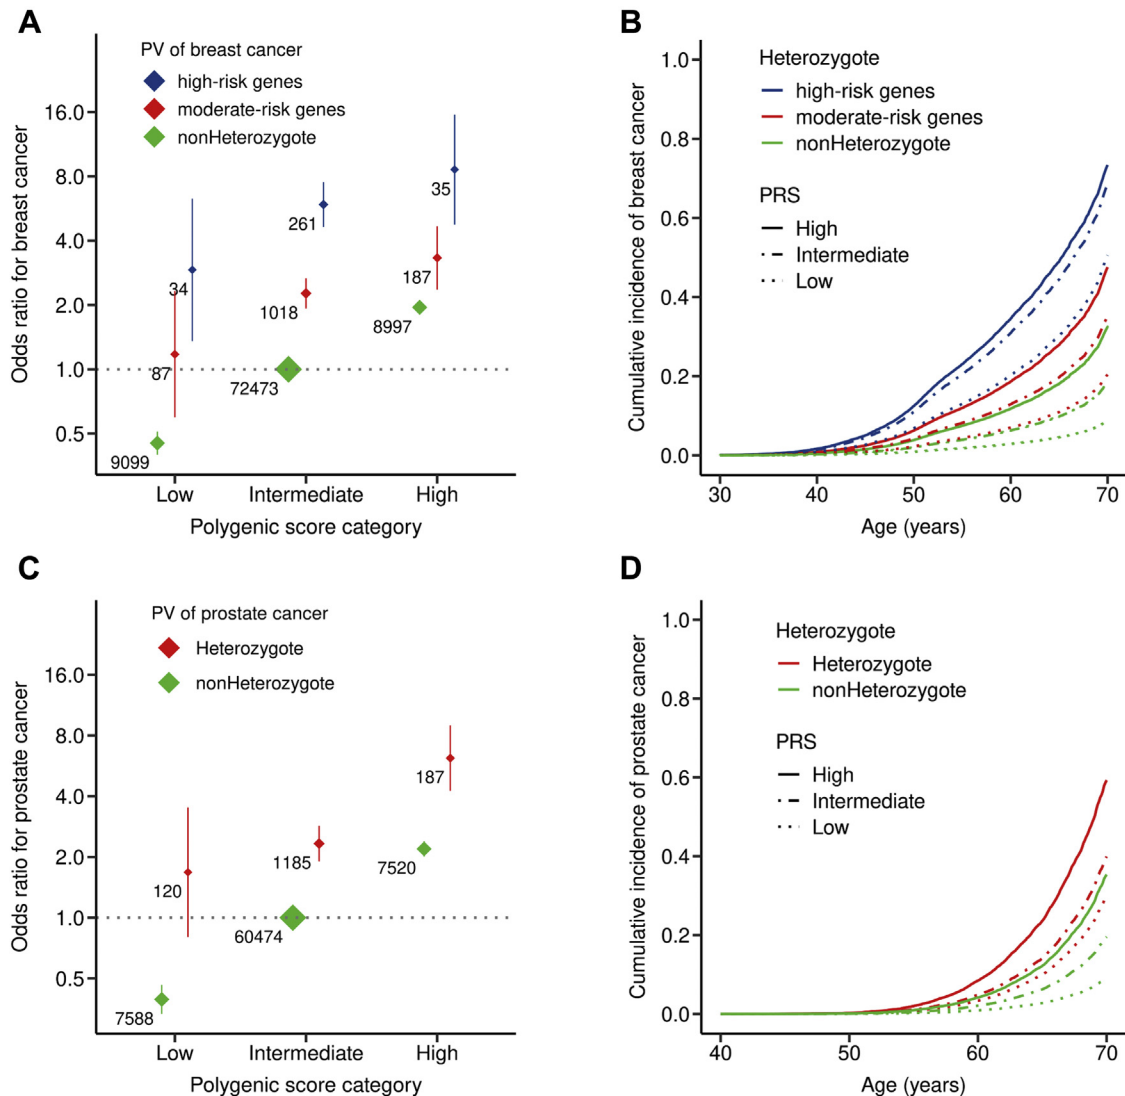 A
PV of breast cancer
high-risk genes
moderate-risk genes
nonHeterozygote
Odds ratio for breast cancer
16.0
8.0
4.0
2.0
1.0
0.5
34
87
9099
261
1018
72473
35
187
8997
Low
Intermediate
High
Polygenic score category
B
Heterozygote
high-risk genes
moderate-risk genes
nonHeterozygote
PRS
High
Intermediate
Low
Cumulative incidence of breast cancer
1.0
0.8
0.6
0.4
0.2
0.0
30
40
50
60
70
Age (years)
C
PV of prostate cancer
Heterozygote
nonHeterozygote
Odds ratio for prostate cancer
16.0
8.0
4.0
2.0
1.0
0.5
120
7588
1185
60474
187
7520
Low
Intermediate
High
Polygenic score category
D
Heterozygote
Heterozygote
nonHeterozygote
PRS
High
Intermediate
Low
Cumulative incidence of prostate cancer
1.0
0.8
0.6
0.4
0.2
0.0
40
50
60
70
Age (years)